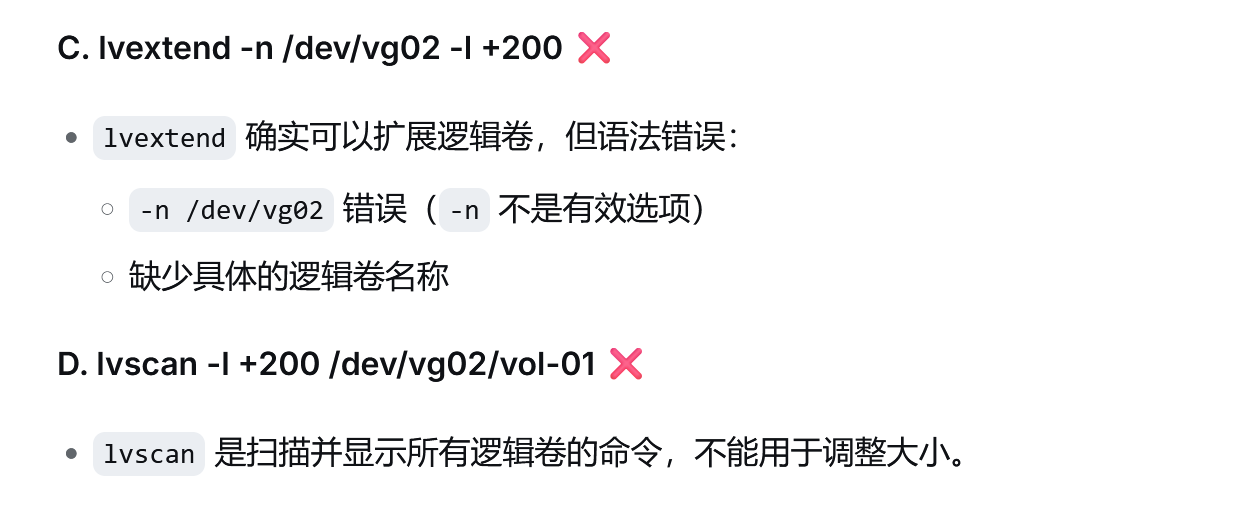 C. lvextend -n /dev/vg02 -l +200 ❌
• lvextend 确实可以扩展逻辑卷，但语法错误：
○ -n /dev/vg02 错误（-n 不是有效选项）
○ 缺少具体的逻辑卷名称
D. lvscan -l +200 /dev/vg02/vol-01 ❌
• lvscan 是扫描并显示所有逻辑卷的命令，不能用于调整大小。